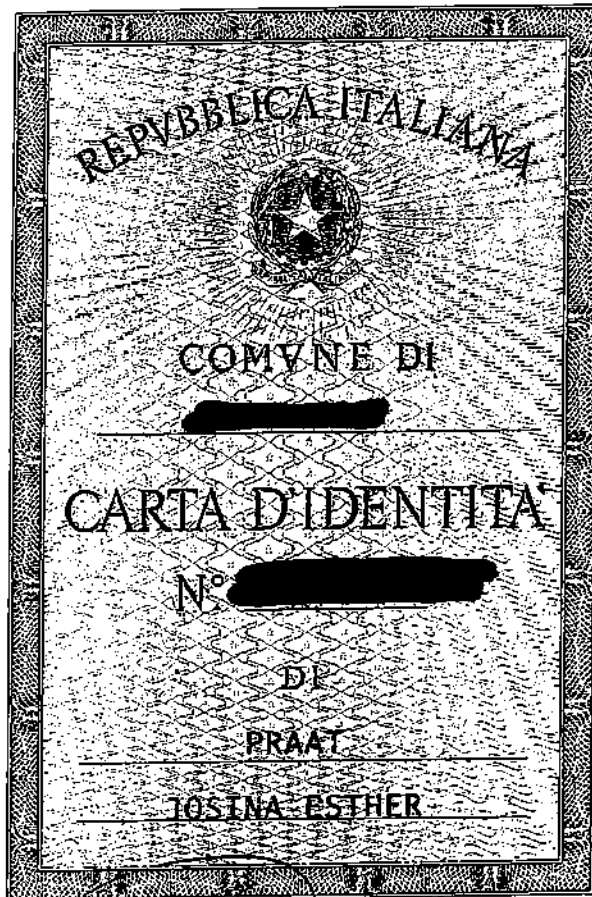 REPVBBLICA ITALIANA
COMVNE DI
CARTA D'IDENTITA'
N°
DI
PRAAT
JOSINA ESTHER